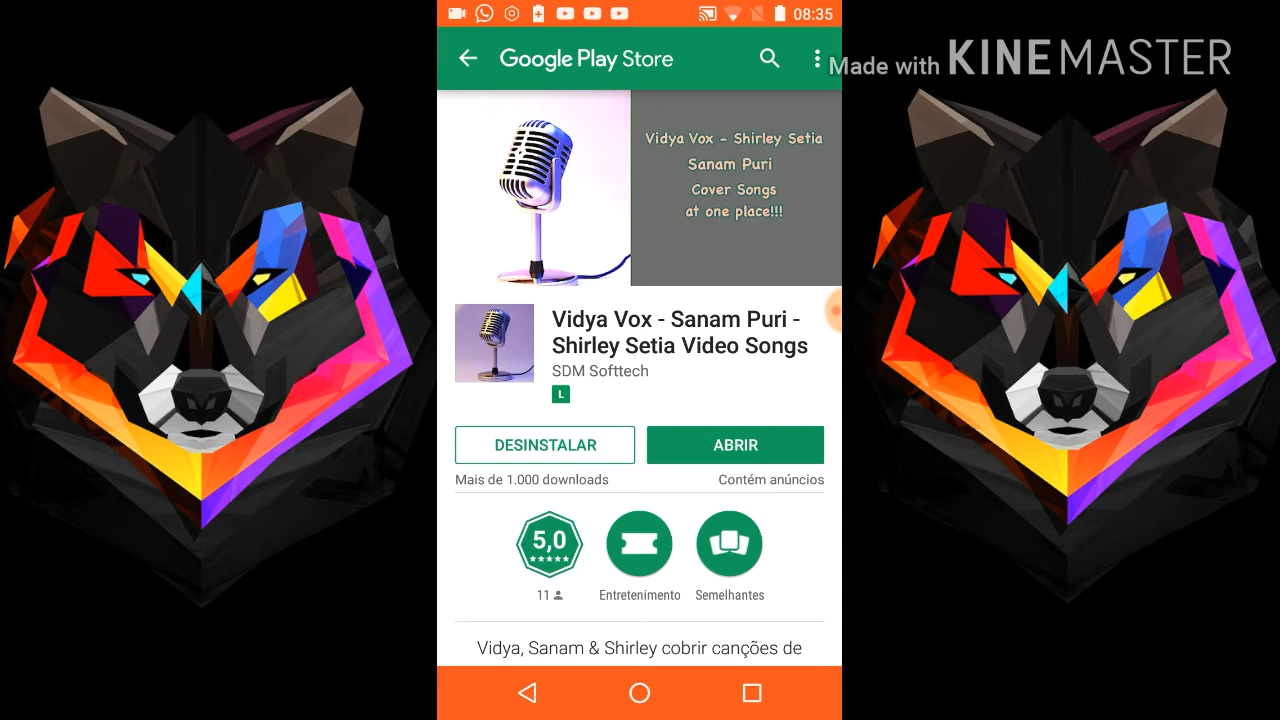 08:35
Google Play Store
Made with KINEMASTER
Vidya Vox - Shirley Setia
Sanam Puri
Cover Songs
at one place!!!
Vidya Vox - Sanam Puri -
Shirley Setia Video Songs
SDM Softtech
L
DESINSTALAR
ABRIR
Mais de 1.000 downloads
Contém anúncios
5,0
11
Entretenimento
Semelhantes
Vidya, Sanam & Shirley cobrir canções de